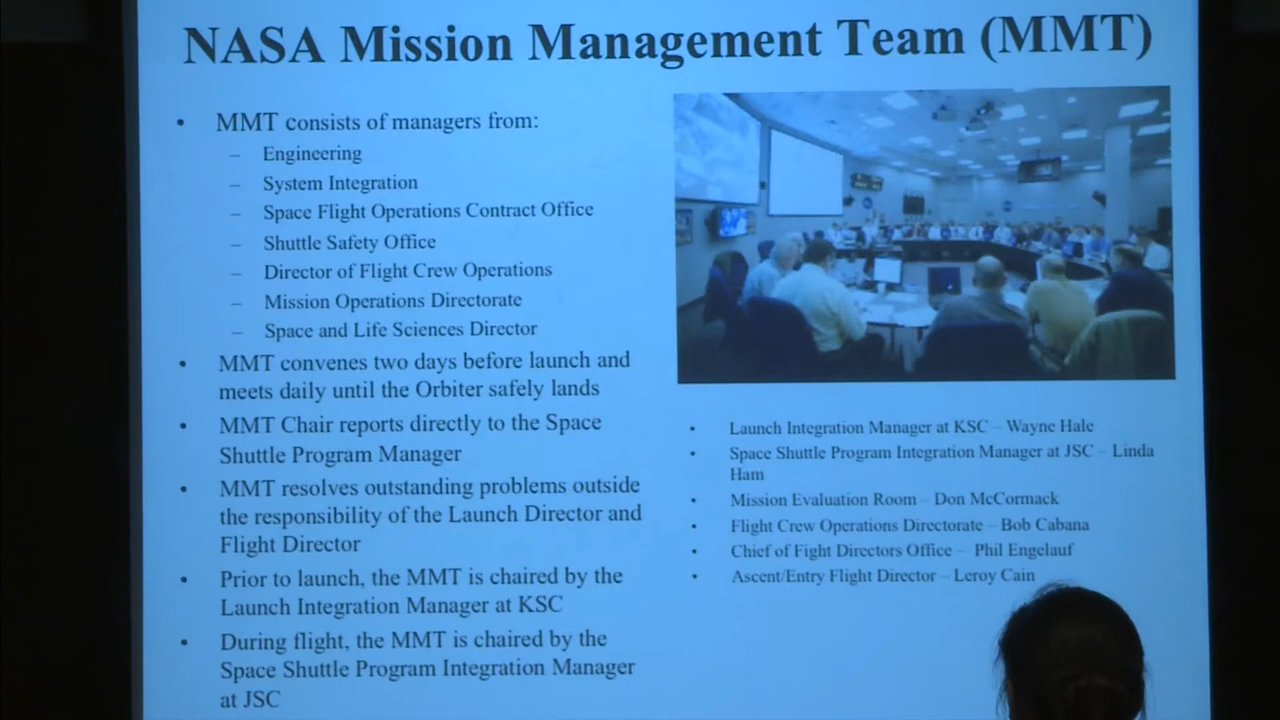 NASA Mission Management Team (MMT)
• MMT consists of managers from:
– Engineering
– System Integration
– Space Flight Operations Contract Office
– Shuttle Safety Office
– Director of Flight Crew Operations
– Mission Operations Directorate
– Space and Life Sciences Director
• MMT convenes two days before launch and
meets daily until the Orbiter safely lands
• MMT Chair reports directly to the Space
Shuttle Program Manager
• MMT resolves outstanding problems outside
the responsibility of the Launch Director and
Flight Director
• Prior to launch, the MMT is chaired by the
Launch Integration Manager at KSC
• During flight, the MMT is chaired by the
Space Shuttle Program Integration Manager
at JSC
• Launch Integration Manager at KSC – Wayne Hale
• Space Shuttle Program Integration Manager at JSC – Linda
Ham
• Mission Evaluation Room – Don McCormack
• Flight Crew Operations Directorate – Bob Cabana
• Chief of Fight Directors Office – Phil Engelauf
• Ascent/Entry Flight Director – Leroy Cain